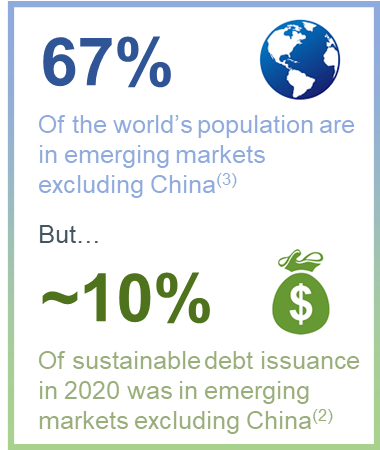 67%
Of the world's population are
in emerging markets
excluding China(3)
But…
~10%
$
Of sustainable debt issuance
in 2020 was in emerging
markets excluding China(2)